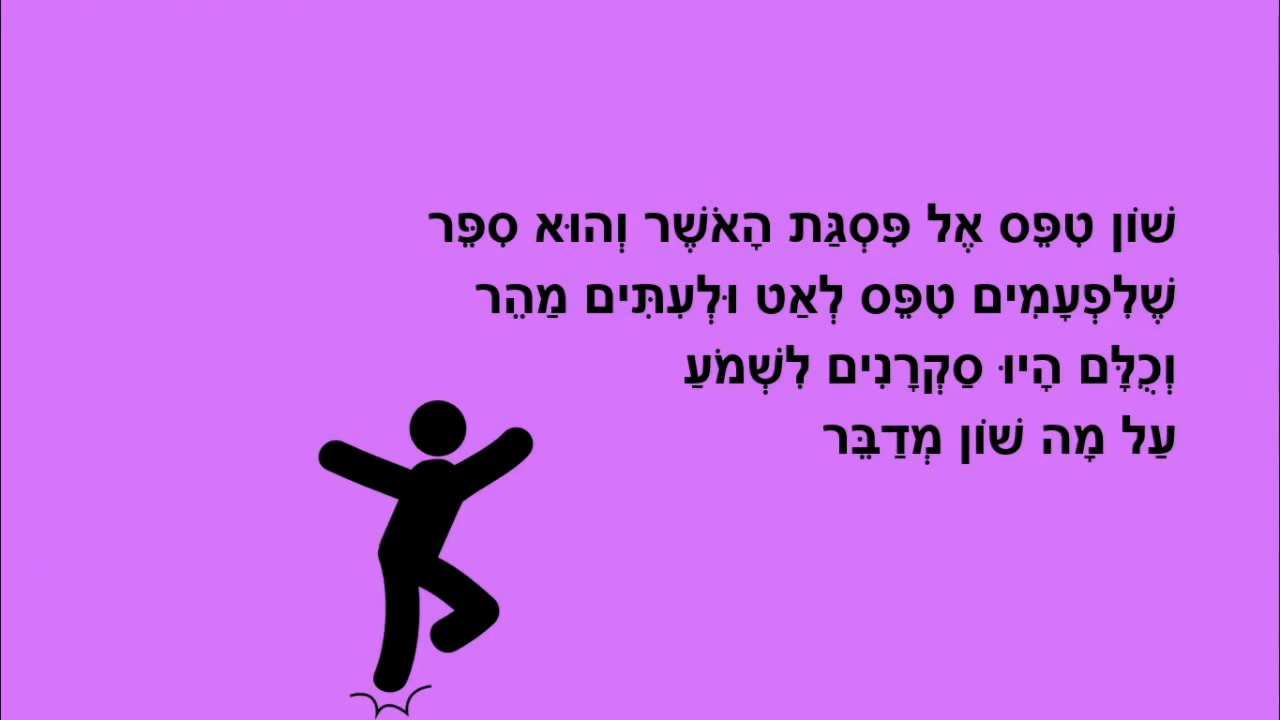 שׁוֹן טִפֵּס אֶל פִּסְגַּת הָאֹשֶׁר וְהוּא סִפֵּר
שֶׁלִּפְעָמִים טִפֵּס לְאַט וּלְעִתִּים מַהֵר
וְכֻלָּם הָיוּ סַקְרָנִים לִשְׁמֹעַ
עַל מָה שׁוֹן מְדַבֵּר